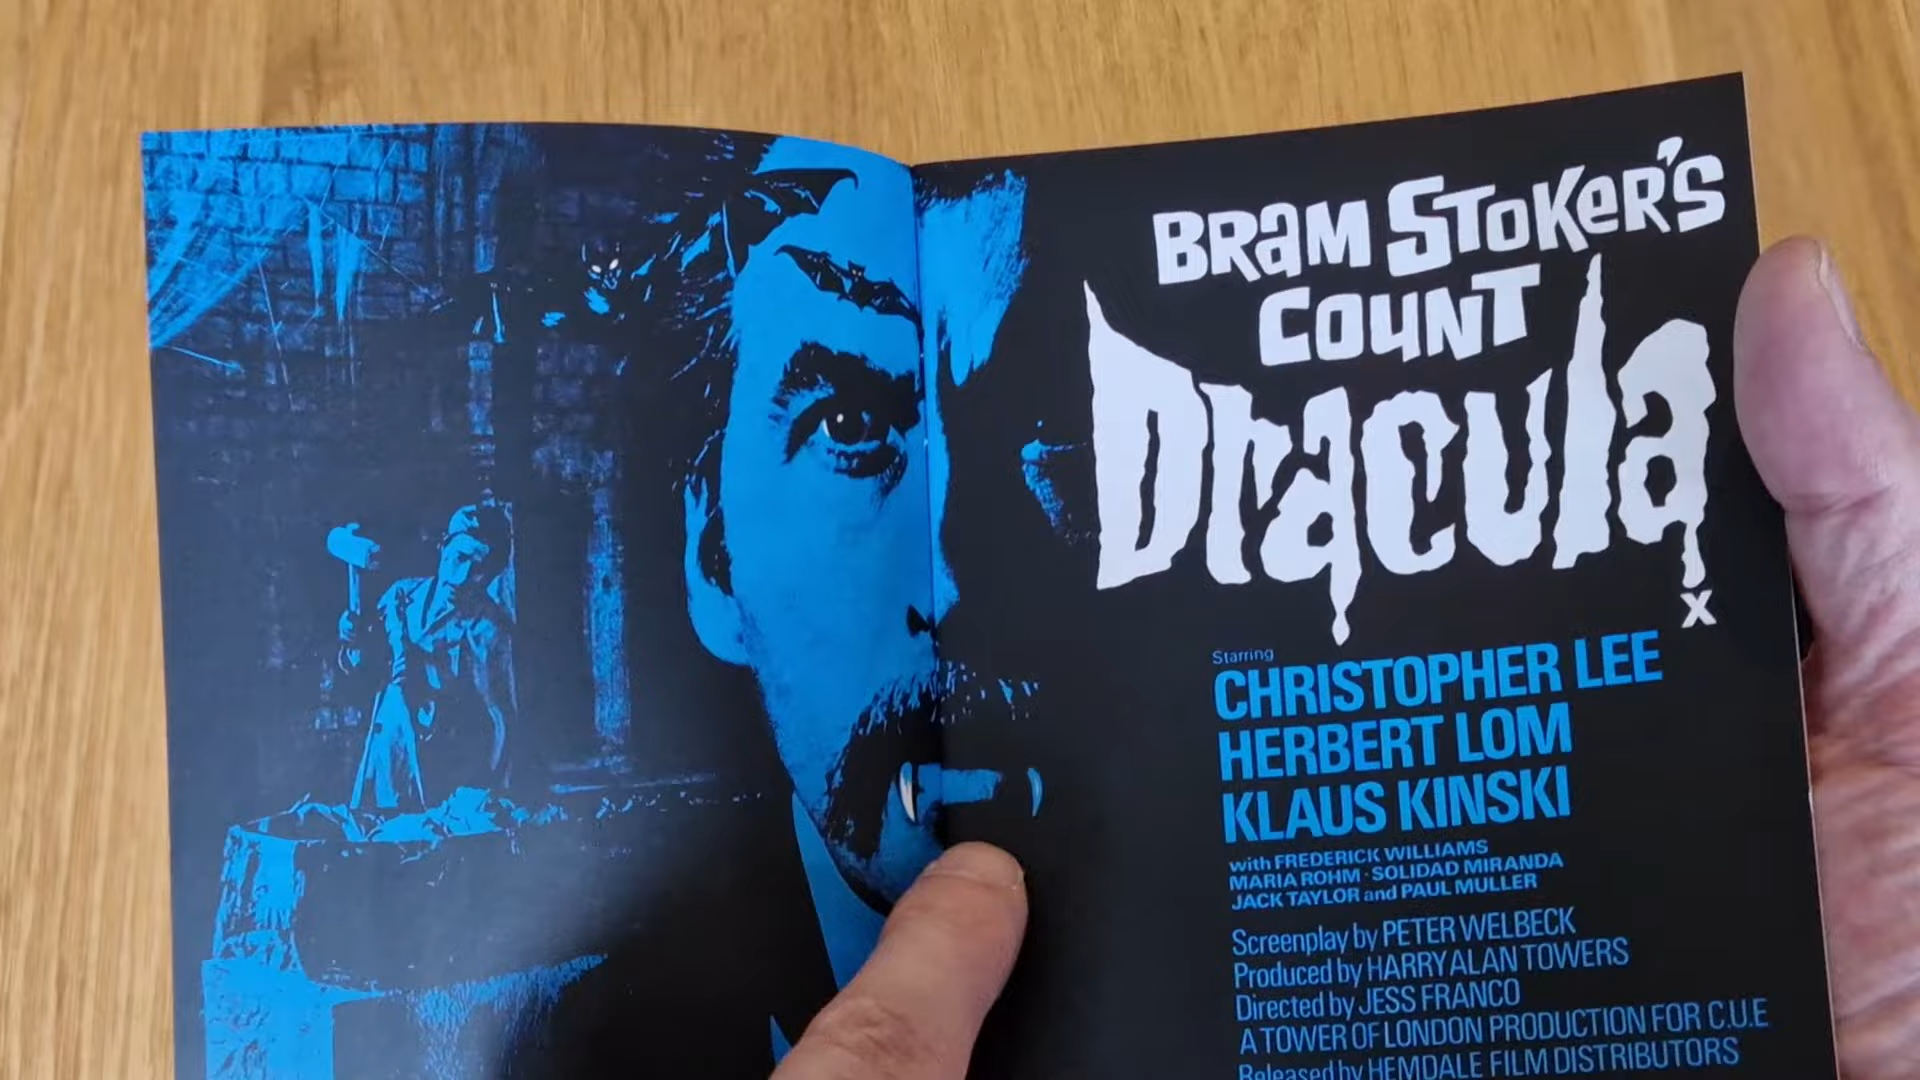 BRaM STOKeR'S
COUNT
Dracula
X
Starring
CHRISTOPHER LEE
HERBERT LOM
KLAUS KINSKI
with FREDERICK WILLIAMS
MARIA ROHM · SOLIDAD MIRANDA
JACK TAYLOR and PAUL MULLER
Screenplay by PETER WELBECK
Produced by HARRY ALAN TOWERS
Directed by JESS FRANCO
A TOWER OF LONDON PRODUCTION FOR C.U.E
Released by HEMDALE FILM DISTRIBUTORS